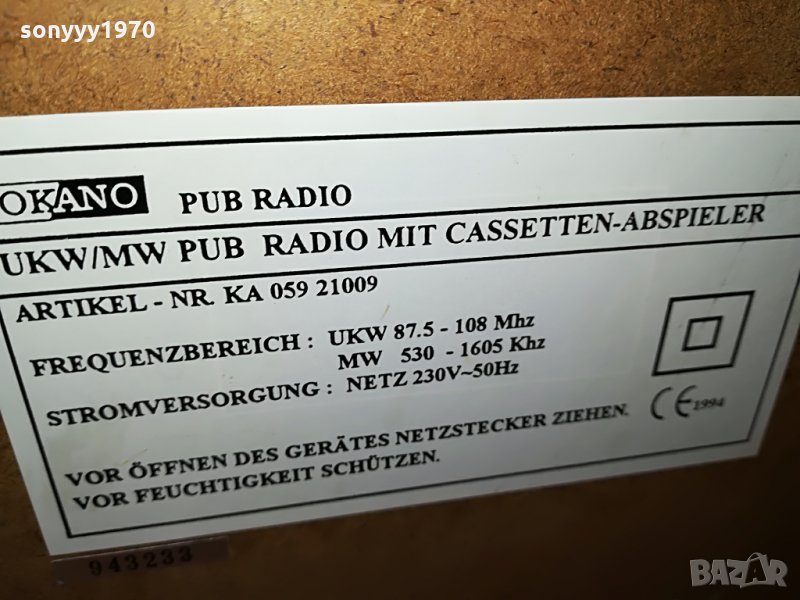 sonyyy1970
OKANO PUB RADIO
UKW/MW PUB RADIO MIT CASSETTEN-ABSPIELER
ARTIKEL - NR. KA 059 21009
FREQUENZBEREICH : UKW 87.5 - 108 Mhz
MW 530 - 1605 Khz
STROMVERSORGUNG : NETZ 230V~50Hz
CE 1994
VOR ÖFFNEN DES GERÄTES NETZSTECKER ZIEHEN.
VOR FEUCHTIGKEIT SCHÜTZEN.
943233
BAZAR